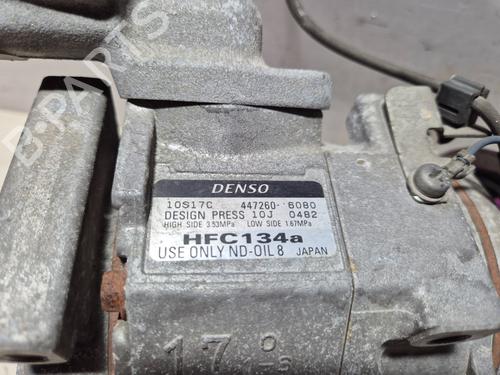 B-PARTS
DENSO
10S17C 447260-6080
DESIGN PRESS 10J 0482
HIGH SIDE 3.53MPa LOW SIDE 1.67MPa
HFC134a
USE ONLY ND-OIL 8 JAPAN
17